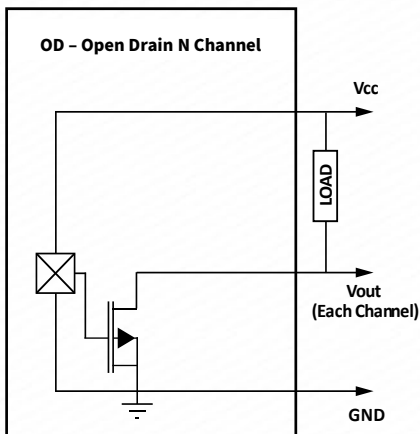 OD – Open Drain N Channel
Vcc
LOAD
Vout
(Each Channel)
GND